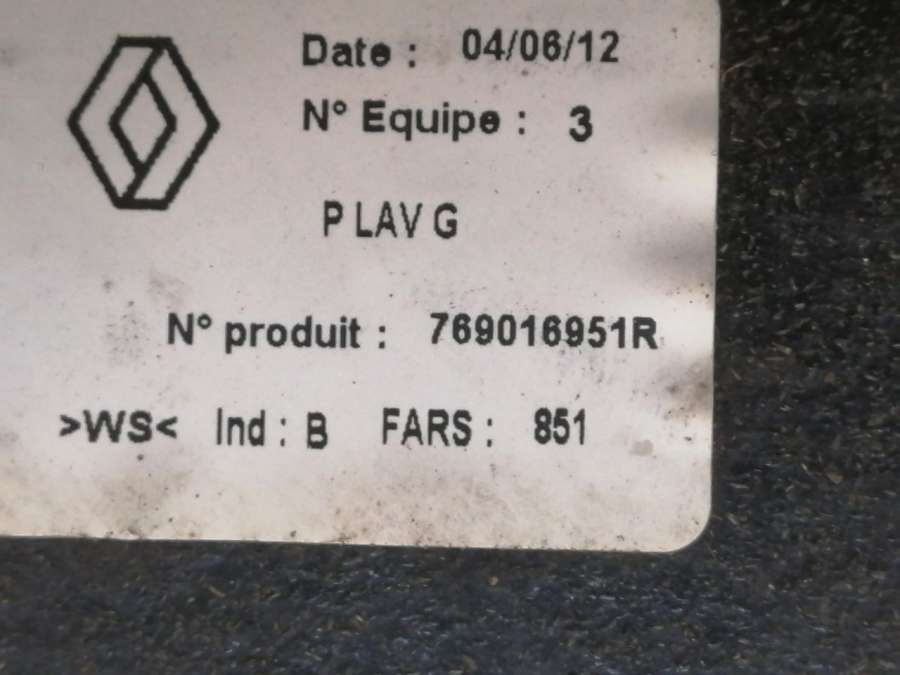 Date : 04/06/12
N° Equipe : 3
P LAV G
N° produit : 769016951R
>WS< Ind : B FARS : 851